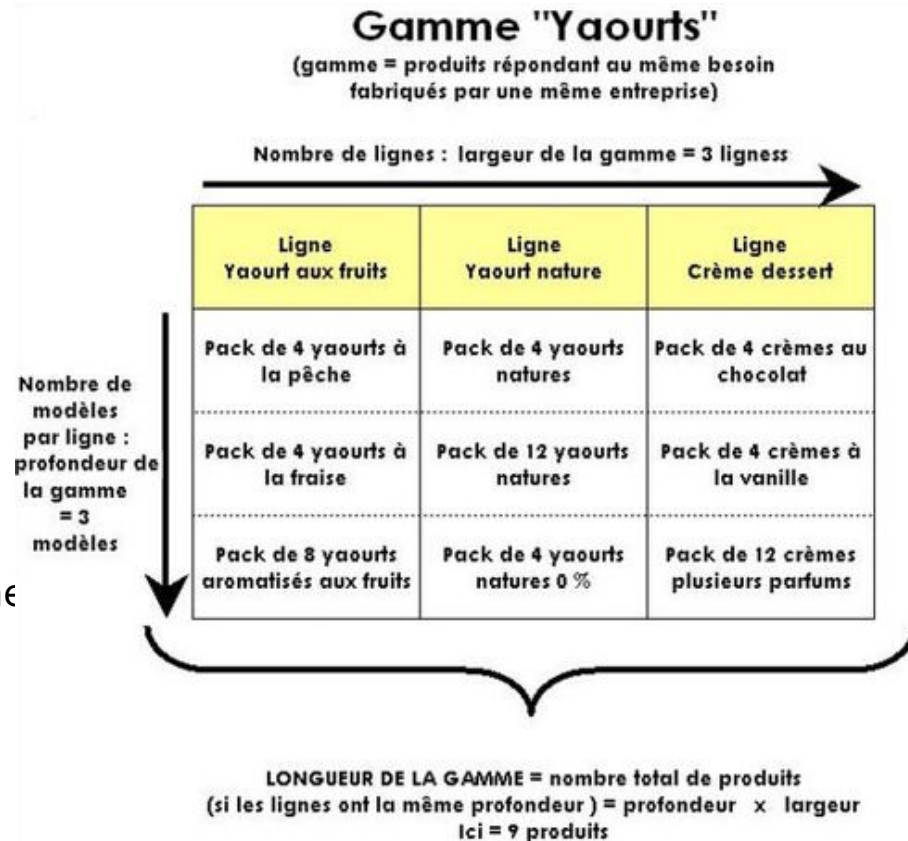 Gamme "Yaourts"
(gamme = produits répondant au même besoin
fabriqués par une même entreprise)
Nombre de lignes : largeur de la gamme = 3 ligness
Ligne
Yaourt aux fruits
Ligne
Yaourt nature
Ligne
Crème dessert
Nombre de
modèles
par ligne :
profondeur de
la gamme
= 3
modèles
Pack de 4 yaourts à
la pêche
Pack de 4 yaourts
natures
Pack de 4 crèmes au
chocolat
Pack de 4 yaourts à
la fraise
Pack de 12 yaourts
natures
Pack de 4 crèmes à
la vanille
Pack de 8 yaourts
aromatisés aux fruits
Pack de 4 yaourts
natures 0 %
Pack de 12 crèmes
plusieurs parfums
LONGUEUR DE LA GAMME = nombre total de produits
(si les lignes ont la même profondeur ) = profondeur x largeur
Ici = 9 produits